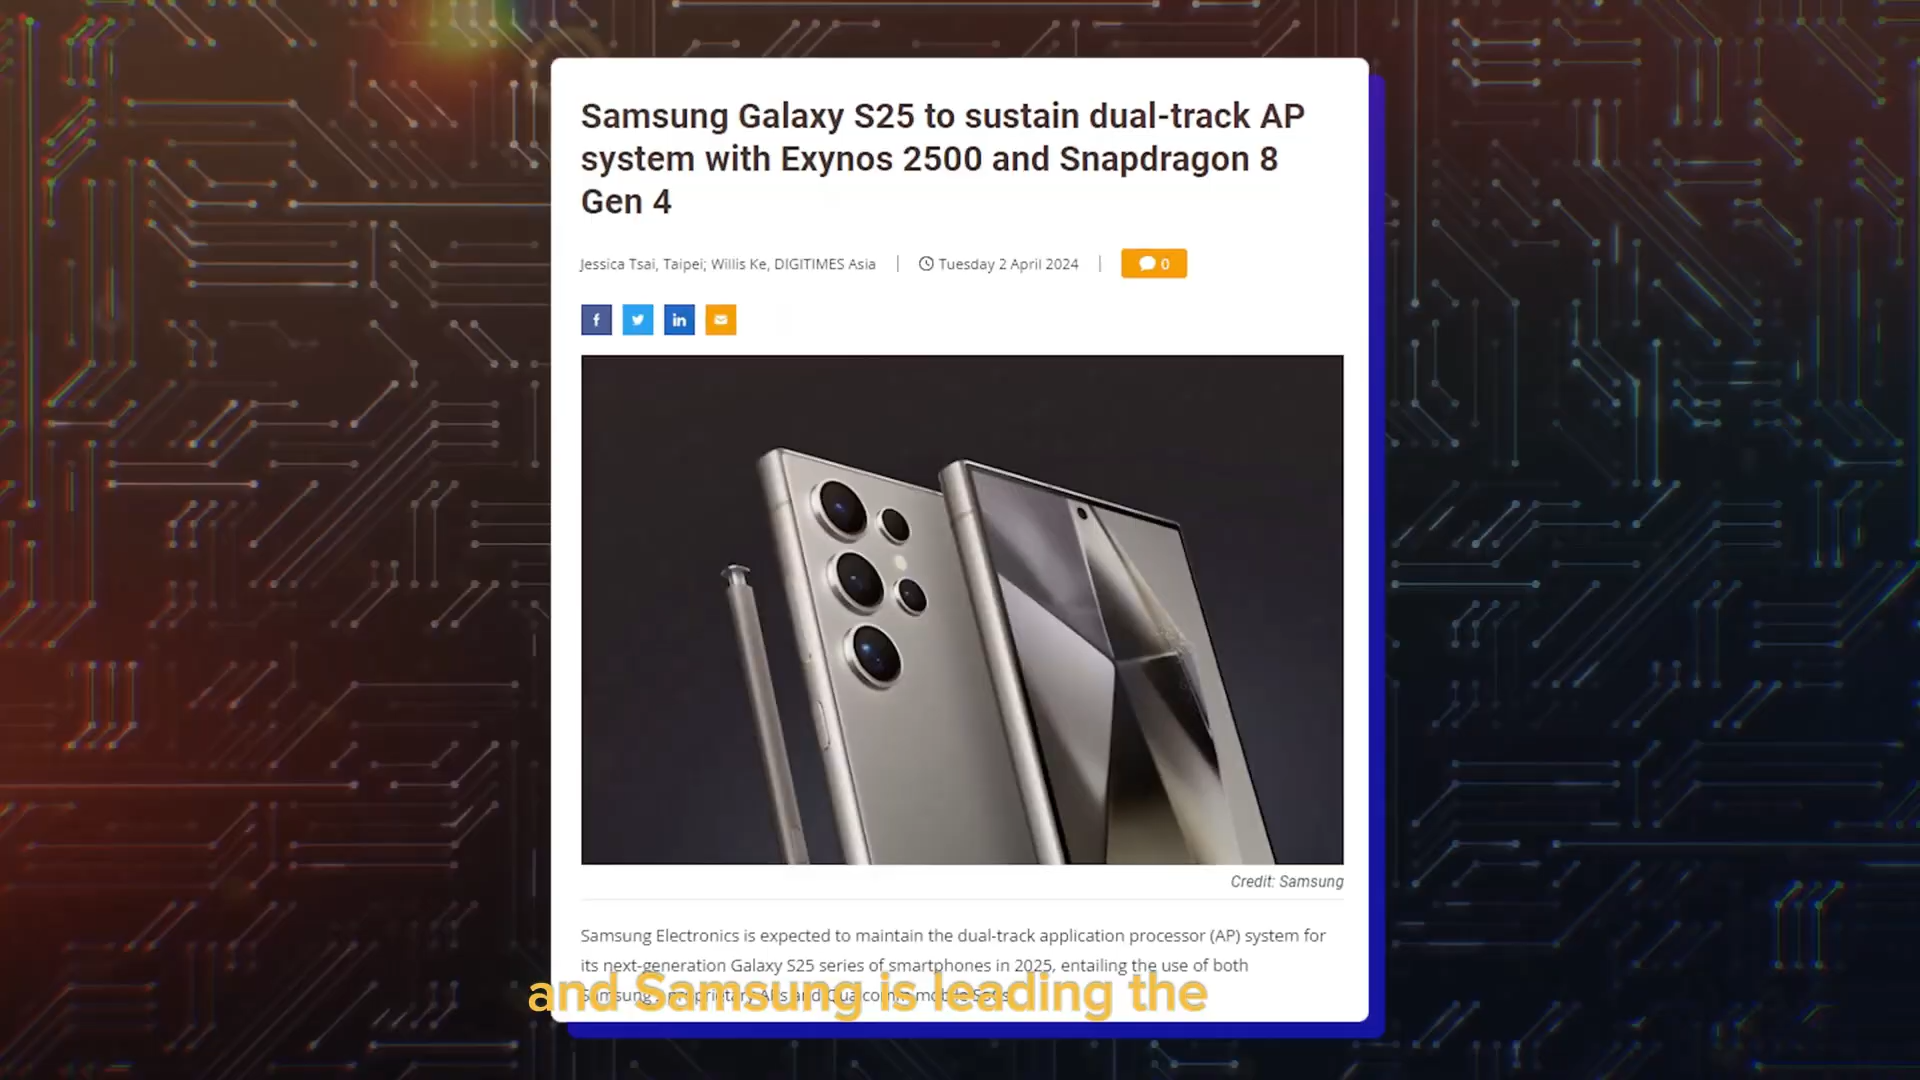 Samsung Galaxy S25 to sustain dual-track AP
system with Exynos 2500 and Snapdragon 8
Gen 4
Jessica Tsai, Taipei; Willis Ke, DIGITIMES Asia | Tuesday 2 April 2024 | 0
Credit: Samsung
Samsung Electronics is expected to maintain the dual-track application processor (AP) system for
its next-generation Galaxy S25 series of smartphones in 2025, entailing the use of both
and Samsung is leading the